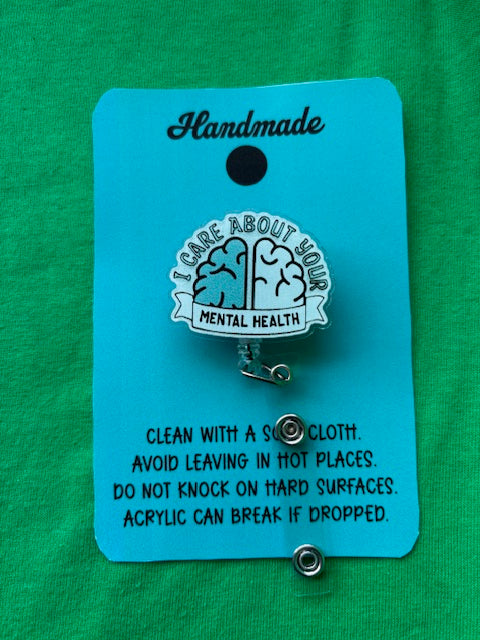 Handmade
I CARE ABOUT YOUR
MENTAL HEALTH
CLEAN WITH A CLOTH.
AVOID LEAVING IN HOT PLACES.
DO NOT KNOCK ON HARD SURFACES.
ACRYLIC CAN BREAK IF DROPPED.